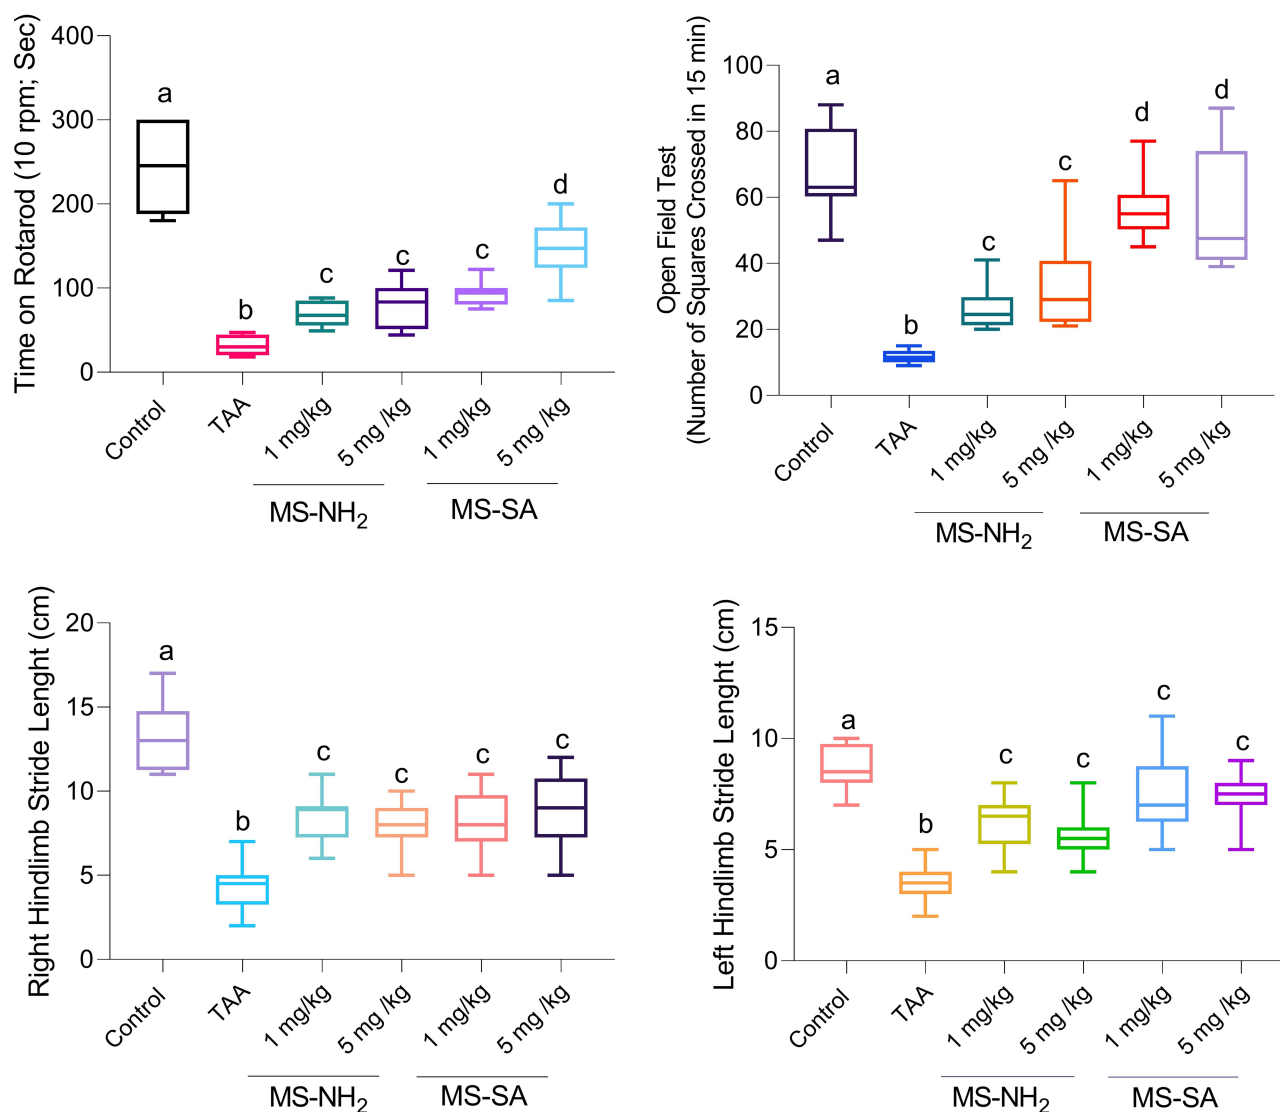 Time on Rotarod (10 rpm; Sec)
400
300
200
100
0
a
b
c
c
c
d
Control
TAA
1 mg/kg
5 mg /kg
1 mg/kg
5 mg /kg
MS-NH2
MS-SA
Open Field Test
(Number of Squares Crossed in 15 min)
100
80
60
40
20
0
a
b
c
c
d
d
Control
TAA
1 mg/kg
5 mg /kg
1 mg/kg
5 mg /kg
MS-NH2
MS-SA
Right Hindlimb Stride Lenght (cm)
20
15
10
5
0
a
b
c
c
c
c
Control
TAA
1 mg/kg
5 mg /kg
1 mg/kg
5 mg /kg
MS-NH2
MS-SA
Left Hindlimb Stride Lenght (cm)
15
10
5
0
a
b
c
c
c
c
Control
TAA
1 mg/kg
5 mg /kg
1 mg/kg
5 mg /kg
MS-NH2
MS-SA